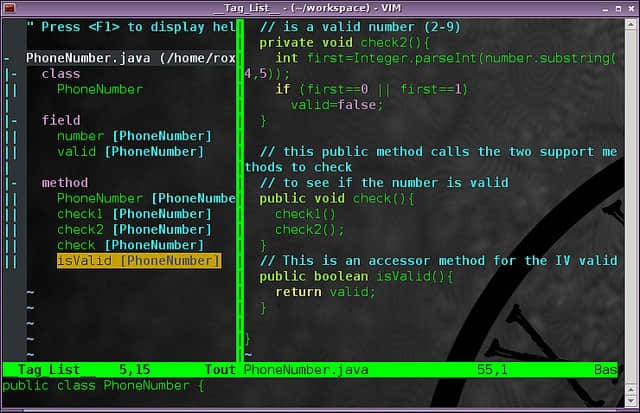 __Tag_List__ - (~/workspace) - VIM
" Press <F1> to display hel
PhoneNumber.java (/home/rox
class
PhoneNumber
field
number [PhoneNumber]
valid [PhoneNumber]
method
PhoneNumber [PhoneNumbe
check1 [PhoneNumber]
check2 [PhoneNumber]
check [PhoneNumber]
isValid [PhoneNumber]
~
~
~
~
~
__Tag_List__ 5,15 Tout
// is a valid number (2-9)
private void check2(){
int first=Integer.parseInt(number.substring(
4,5));
if (first==0 || first==1)
valid=false;
}
// this public method calls the two support me
thods to check
// to see if the number is valid
public void check(){
check1()
check2();
}
// This is an accessor method for the IV valid
public boolean isValid(){
return valid;
}
}
~
PhoneNumber.java 55,1 Bas
public class PhoneNumber {